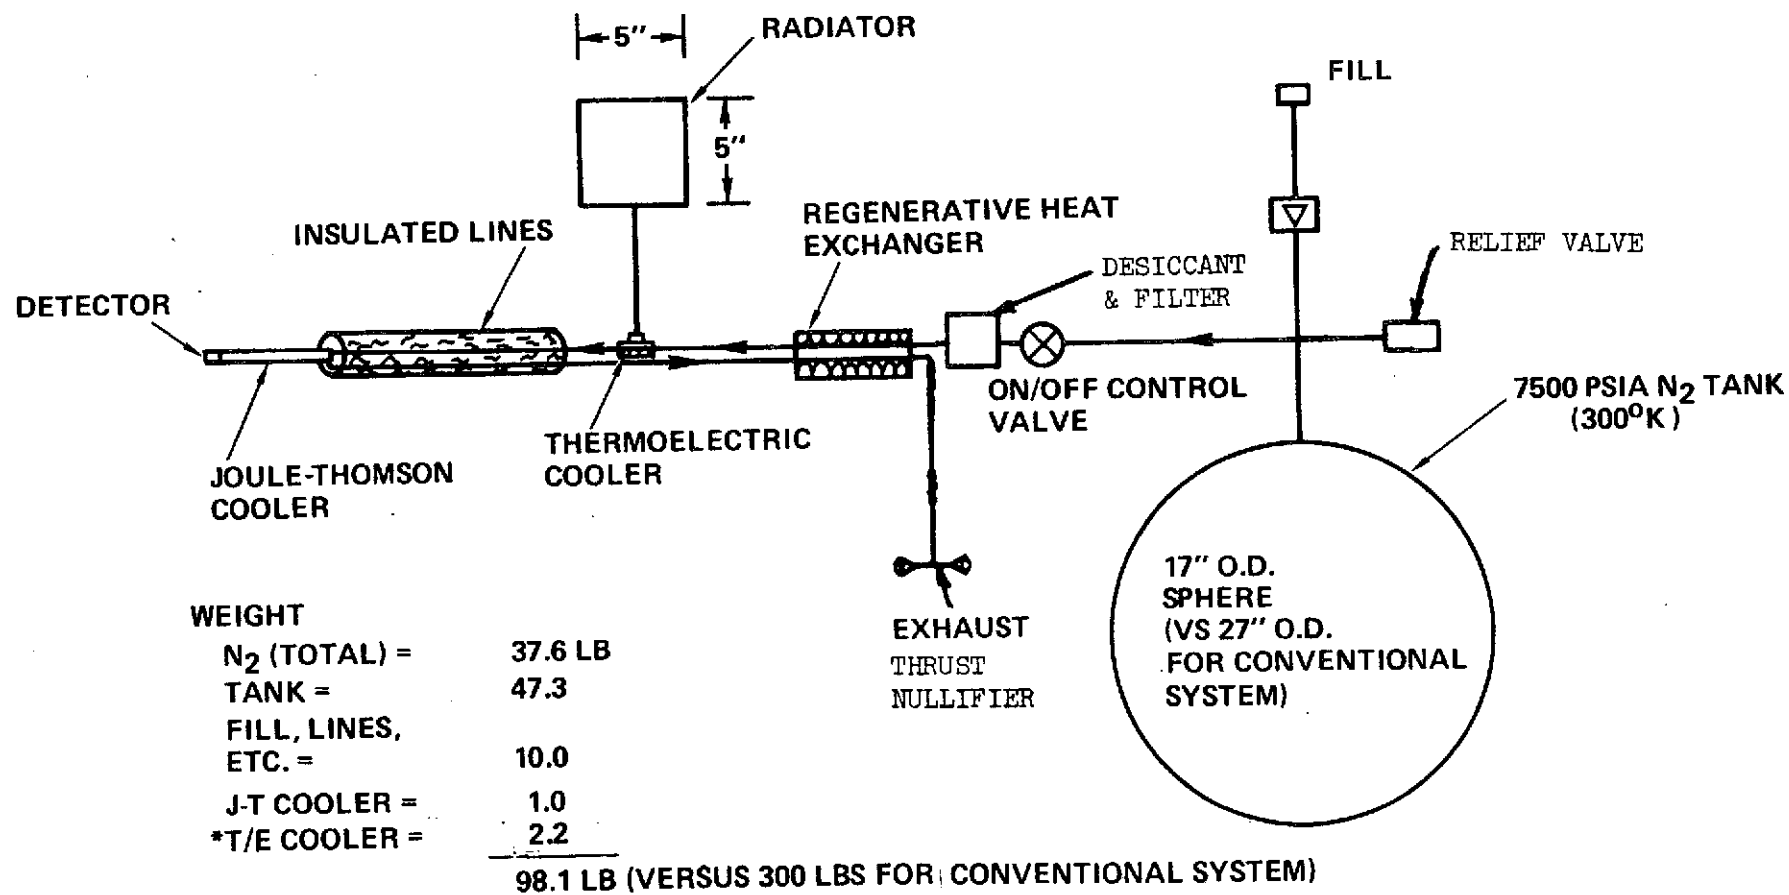 5"
RADIATOR
FILL
5"
INSULATED LINES
REGENERATIVE HEAT
EXCHANGER
DESICCANT
& FILTER
RELIEF VALVE
DETECTOR
ON/OFF CONTROL
VALVE
7500 PSIA N2 TANK
(300°K)
THERMOELECTRIC
COOLER
JOULE-THOMSON
COOLER
17" O.D.
SPHERE
(VS 27" O.D.
FOR CONVENTIONAL
SYSTEM)
EXHAUST
THRUST
NULLIFIER
WEIGHT
N2 (TOTAL) = 37.6 LB
TANK = 47.3
FILL, LINES,
ETC. = 10.0
J-T COOLER = 1.0
*T/E COOLER = 2.2
98.1 LB (VERSUS 300 LBS FOR CONVENTIONAL SYSTEM)